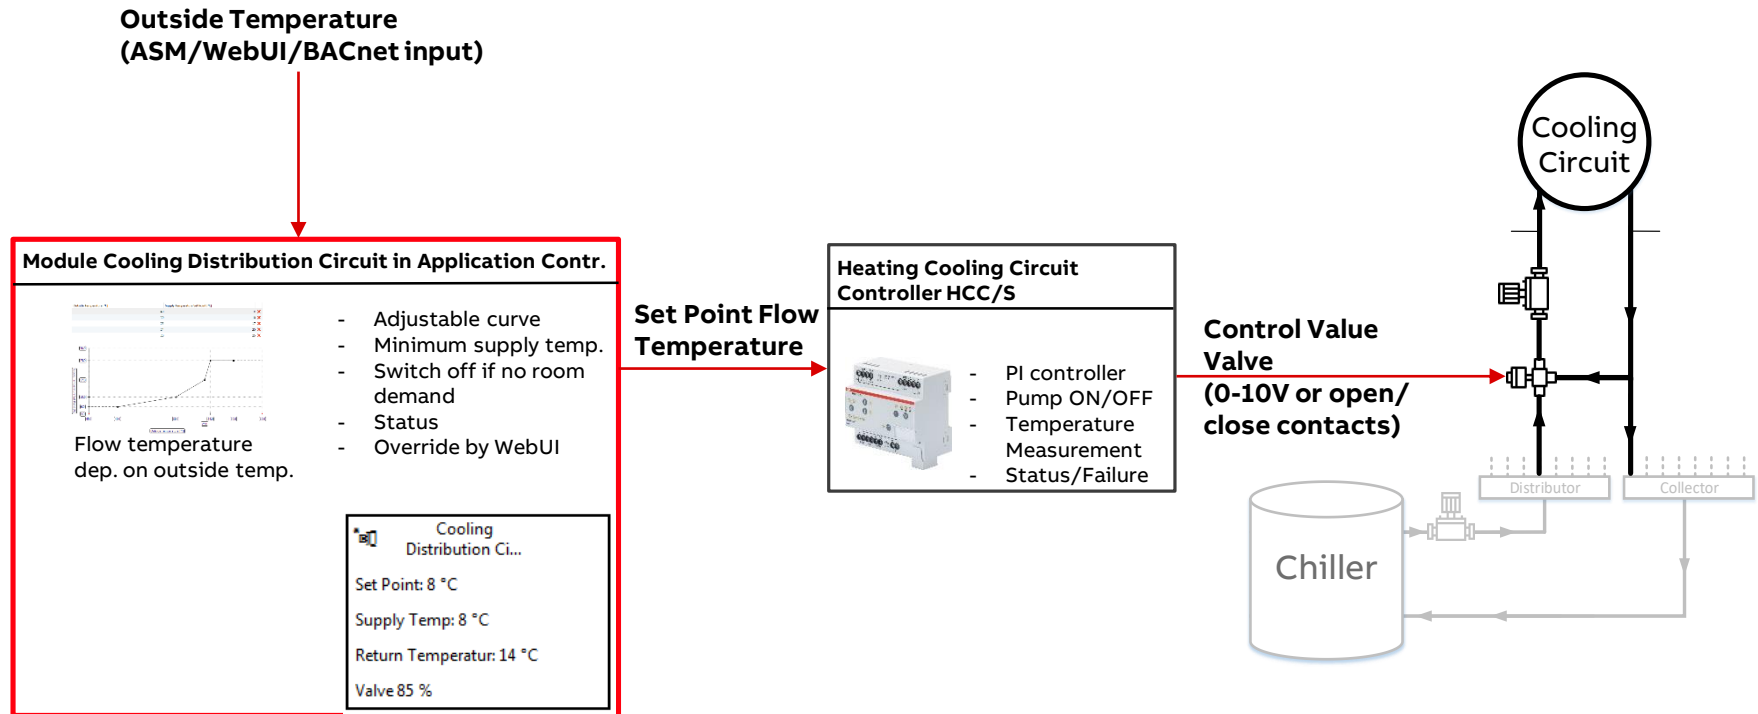 Outside Temperature
(ASM/WebUI/BACnet input)
Module Cooling Distribution Circuit in Application Contr.
- Adjustable curve
- Minimum supply temp.
- Switch off if no room
demand
- Status
- Override by WebUI
Flow temperature
dep. on outside temp.
Cooling
Distribution Ci...
Set Point: 8 °C
Supply Temp: 8 °C
Return Temperatur: 14 °C
Valve 85 %
Set Point Flow
Temperature
Heating Cooling Circuit
Controller HCC/S
- PI controller
- Pump ON/OFF
- Temperature
Measurement
- Status/Failure
Control Value
Valve
(0-10V or open/
close contacts)
Cooling
Circuit
Distributor
Collector
Chiller